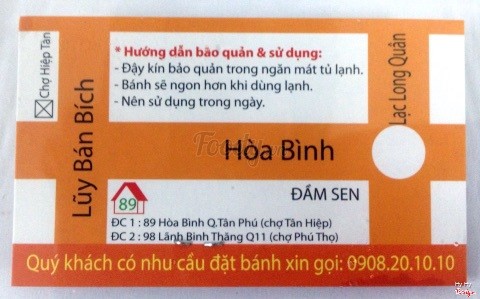 Chợ Hiệp Tân
Lũy Bán Bích
* Hướng dẫn bảo quản & sử dụng:
- Đậy kín bảo quản trong ngăn mát tủ lạnh.
- Bánh sẽ ngon hơn khi dùng lạnh.
- Nên sử dụng trong ngày.
Lạc Long Quân
Foody.vn
Hòa Bình
89
ĐẦM SEN
ĐC 1 : 89 Hòa Bình Q.Tân Phú (chợ Tân Hiệp)
ĐC 2 : 98 Lãnh Binh Thăng Q11 (chợ Phú Thọ)
Quý khách có nhu cầu đặt bánh xin gọi: 0908.20.10.10